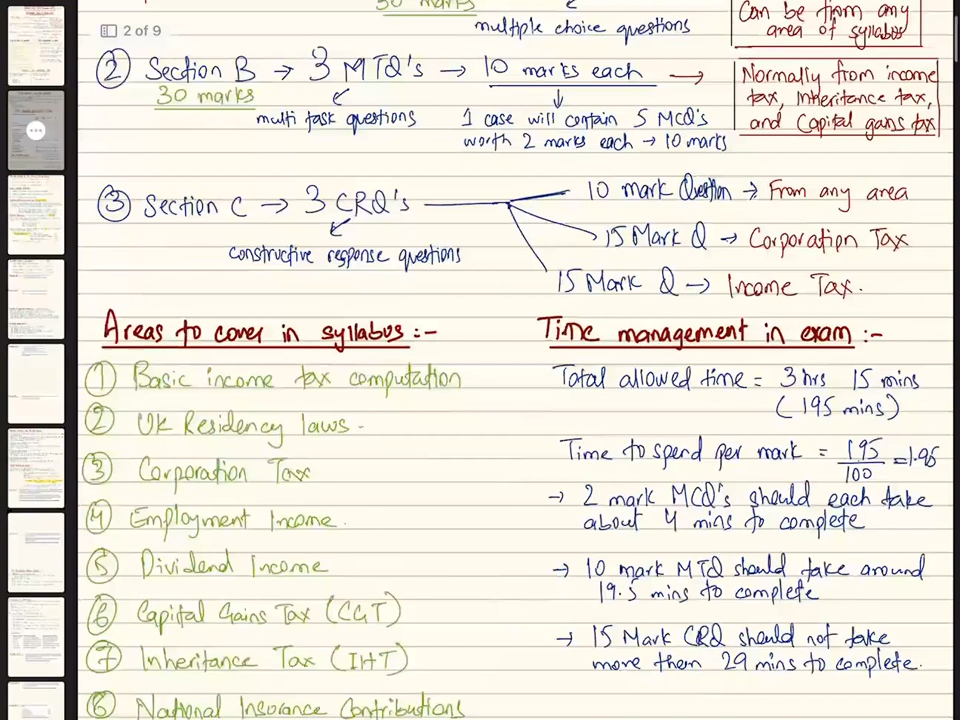 30 marks
multiple choice questions
Can be from any
area of syllabus
2 of 9
② Section B → 3 MTQ's → 10 marks each →
30 marks
multi task questions
1 case will contain 5 MCQ's
worth 2 marks each → 10 marks
Normally from income
tax, Inheritance tax,
and Capital gains tax
③ Section C → 3 CRQ's
constructive response questions
10 mark Question → From any area
15 Mark Q → Corporation Tax
15 Mark Q → Income Tax.
Areas to cover in syllabus :-
① Basic income tax computation
② UK Residency laws -
③ Corporation Tax
④ Employment Income.
⑤ Dividend Income
⑥ Capital Gains Tax (CGT)
⑦ Inheritance Tax (IHT)
⑧ National Insurance Contributions
Time management in exam :-
Total allowed time = 3 hrs 15 mins
(195 mins)
Time to spend per mark = 195/100 = 1.95
→ 2 mark MCQ's should each take
about 4 mins to complete
→ 10 mark MTQ should take around
19.5 mins to complete
→ 15 Mark CRQ should not take
more them 29 mins to complete.